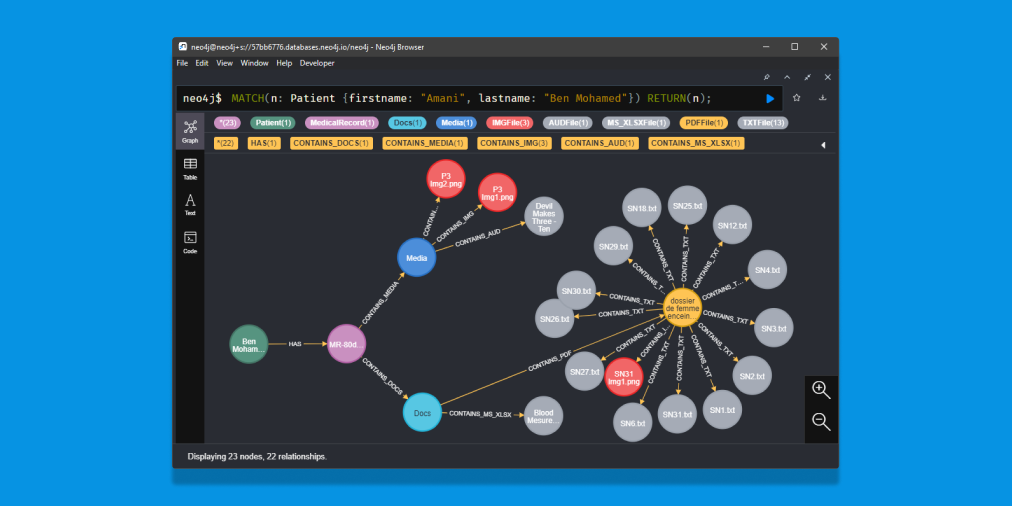 neo4j@neo4j+s://57bb6776.databases.neo4j.io/neo4j - Neo4j Browser
File Edit View Window Help Developer
neo4j$ MATCH(n: Patient {firstname: "Amani", lastname: "Ben Mohamed"}) RETURN(n);
*(23) Patient(1) MedicalRecord(1) Docs(1) Media(1) IMGFile(3) AUDFile(1) MS_XLSXFile(1) PDFFile(1) TXTFile(13)
*(22) HAS(1) CONTAINS_DOCS(1) CONTAINS_MEDIA(1) CONTAINS_IMG(3) CONTAINS_AUD(1) CONTAINS_MS_XLSX(1)
Graph
Table
Text
Code
P3
Img2.png
P3
Img1.png
Devil
Makes
Three -
Ten
CONTAIN...
CONTAINS_IMG
CONTAINS_AUD
Media
CONTAINS_MEDIA
Ben
Moham...
HAS
MR-80d...
CONTAINS_DOCS
Docs
CONTAINS_PDF
CONTAINS_MS_XLSX
Blood
Mesure...
SN18.txt
SN25.txt
SN12.txt
SN29.txt
SN4.txt
SN30.txt
SN26.txt
SN3.txt
SN27.txt
SN31
Img1.png
SN2.txt
SN6.txt
SN31.txt
SN1.txt
dossier
de femme
encein...
CONTAINS_TXT
CONTAINS_TXT
CONTAINS_TXT
CONTAINS_T...
CONTAINS_T...
CONTAINS_TXT
CONTAINS_TXT
CONTAINS_TXT
CONTAINS_TXT
CONTAINS_I...
CONTAINS_TXT
CONTAINS_TXT
CONTAINS_TXT
CONTAINS_TXT
Displaying 23 nodes, 22 relationships.